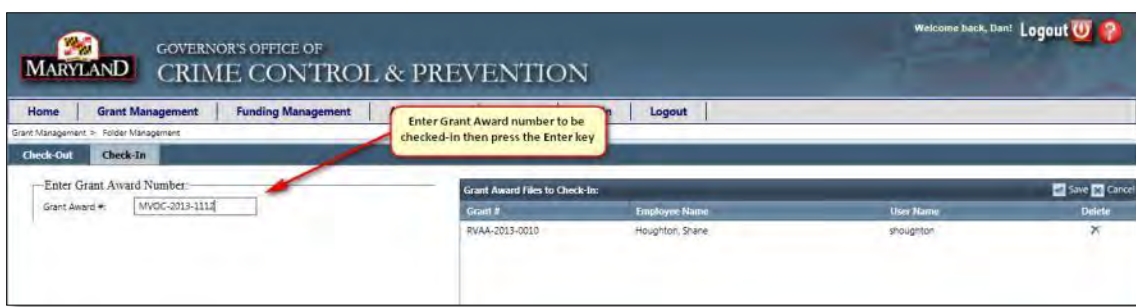 Welcome back, Dan! Logout
GOVERNOR'S OFFICE OF
MARYLAND CRIME CONTROL & PREVENTION
Home Grant Management Funding Management Logout
Enter Grant Award number to be
checked-in then press the Enter key
Grant Management > Folder Management
Check-Out Check-In
Enter Grant Award Number:
Grant Award #: MVOC-2013-1112
Grant Award Files to Check-In: Save Cancel
Grant # Employee Name User Name Delete
RVAA-2013-0010 Houghton, Shane shoughton